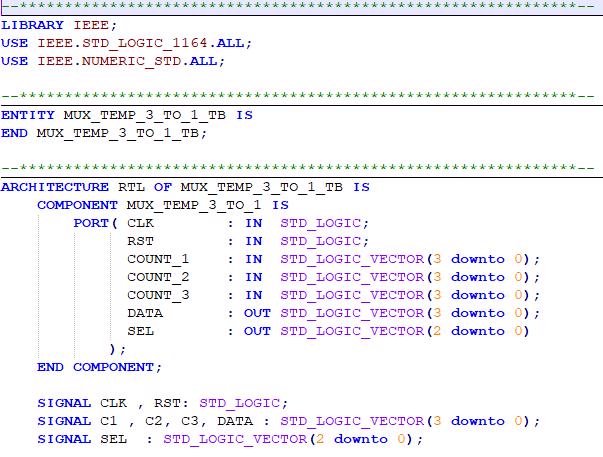 --**************************************************************--
LIBRARY IEEE;
USE IEEE.STD_LOGIC_1164.ALL;
USE IEEE.NUMERIC_STD.ALL;
--**************************************************************--
ENTITY MUX_TEMP_3_TO_1_TB IS
END MUX_TEMP_3_TO_1_TB;
--**************************************************************--
ARCHITECTURE RTL OF MUX_TEMP_3_TO_1_TB IS
COMPONENT MUX_TEMP_3_TO_1 IS
PORT( CLK : IN STD_LOGIC;
RST : IN STD_LOGIC;
COUNT_1 : IN STD_LOGIC_VECTOR(3 downto 0);
COUNT_2 : IN STD_LOGIC_VECTOR(3 downto 0);
COUNT_3 : IN STD_LOGIC_VECTOR(3 downto 0);
DATA : OUT STD_LOGIC_VECTOR(3 downto 0);
SEL : OUT STD_LOGIC_VECTOR(2 downto 0)
);
END COMPONENT;
SIGNAL CLK , RST: STD_LOGIC;
SIGNAL C1 , C2, C3, DATA : STD_LOGIC_VECTOR(3 downto 0);
SIGNAL SEL : STD_LOGIC_VECTOR(2 downto 0);